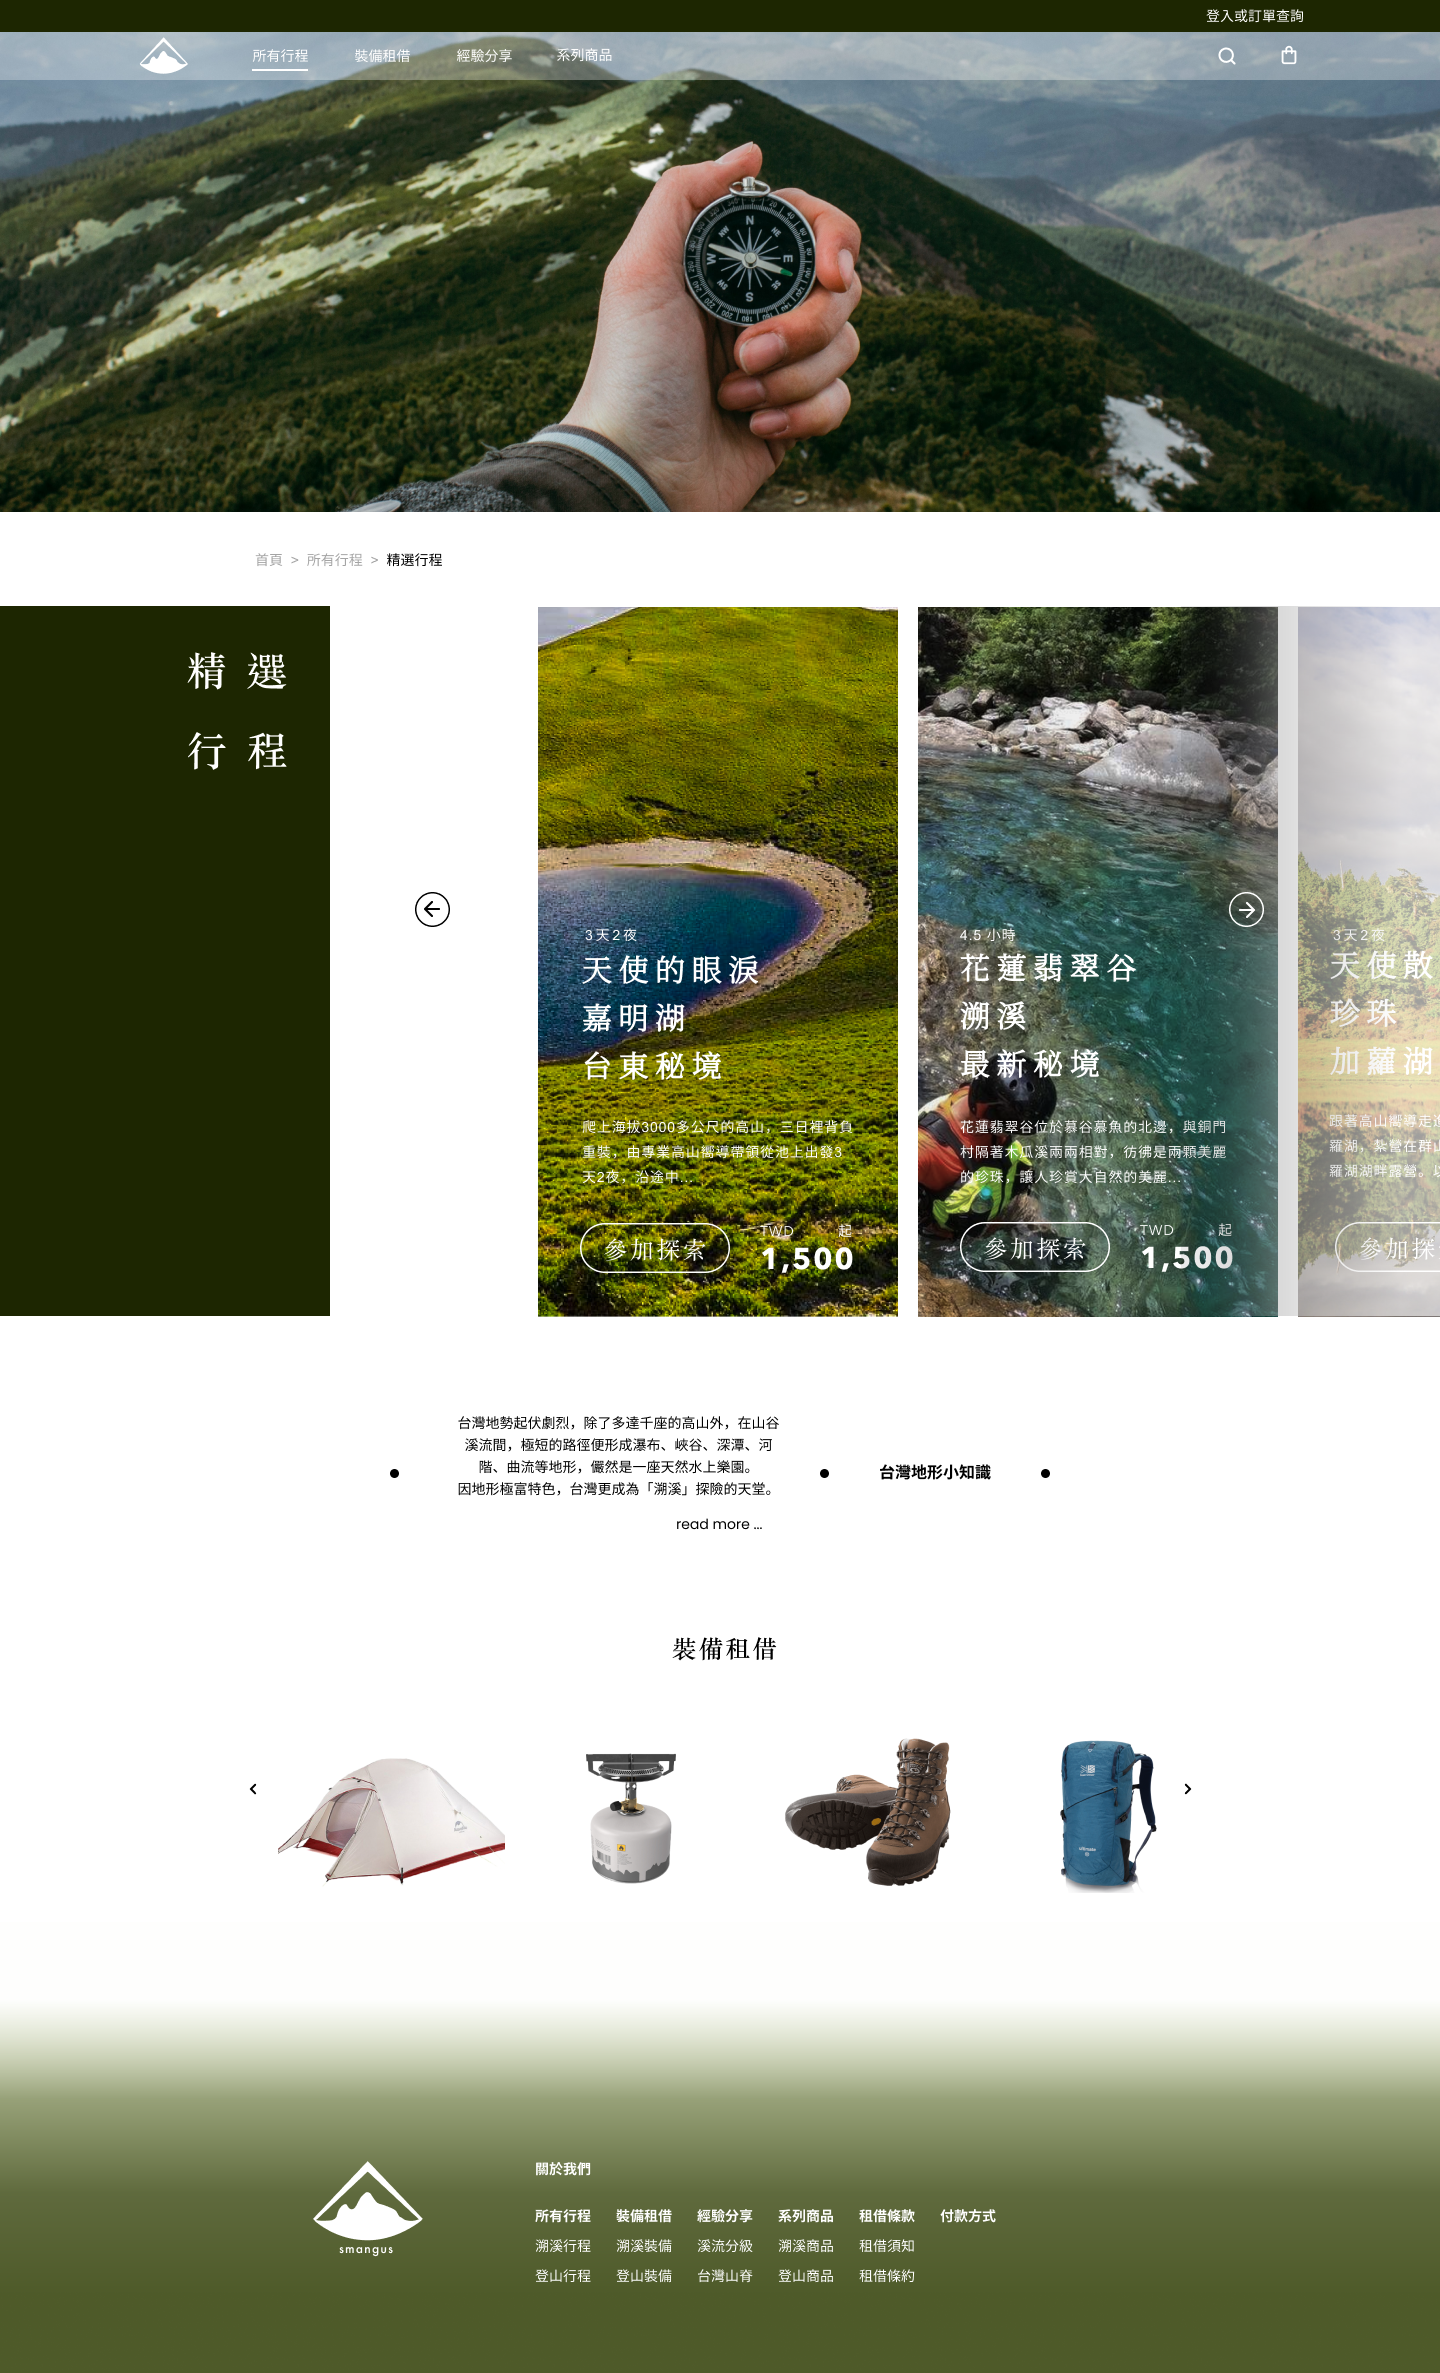 登入或訂單查詢
所有行程 裝備租借 經驗分享 系列商品
N
NE
E
SE
S
SW
W
NW
首頁 > 所有行程 > 精選行程
精選
行程
3天2夜
天使的眼淚
嘉明湖
台東秘境
爬上海拔3000多公尺的高山，三日裡背負
重裝，由專業高山嚮導帶領從池上出發3
天2夜，沿途中...
參加探索
TWD 起
1,500
4.5 小時
花蓮翡翠谷
溯溪
最新秘境
花蓮翡翠谷位於慕谷慕魚的北邊，與銅門
村隔著木瓜溪兩兩相對，彷彿是兩顆美麗
的珍珠，讓人珍賞大自然的美麗...
參加探索
TWD 起
1,500
3天2夜
天使散
珍珠
加蘿湖
跟著高山嚮導走進
羅湖，紮營在群山
羅湖湖畔露營。以
參加探
台灣地勢起伏劇烈，除了多達千座的高山外，在山谷
溪流間，極短的路徑便形成瀑布、峽谷、深潭、河
階、曲流等地形，儼然是一座天然水上樂園。
因地形極富特色，台灣更成為「溯溪」探險的天堂。
read more ...
台灣地形小知識
裝備租借
ultimate
smangus
關於我們
所有行程 裝備租借 經驗分享 系列商品 租借條款 付款方式
溯溪行程 溯溪裝備 溪流分級 溯溪商品 租借須知
登山行程 登山裝備 台灣山脊 登山商品 租借條約